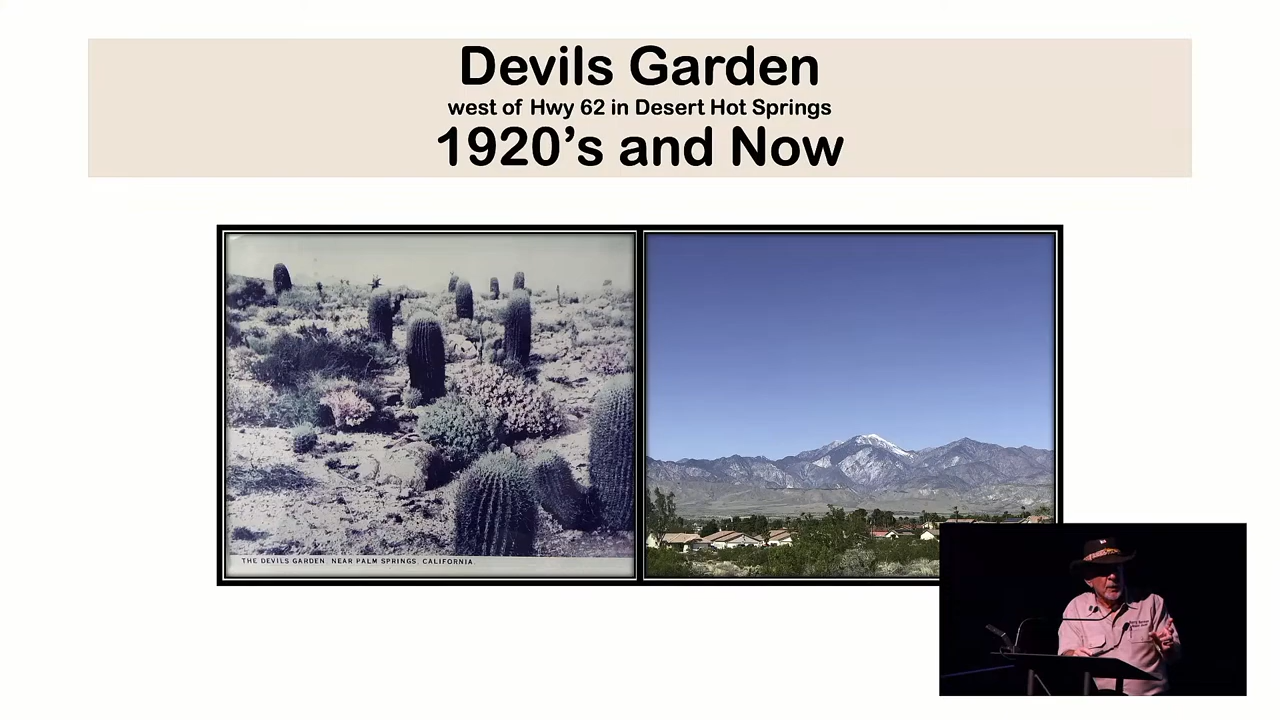 Devils Garden
west of Hwy 62 in Desert Hot Springs
1920's and Now
THE DEVILS GARDEN, NEAR PALM SPRINGS, CALIFORNIA.